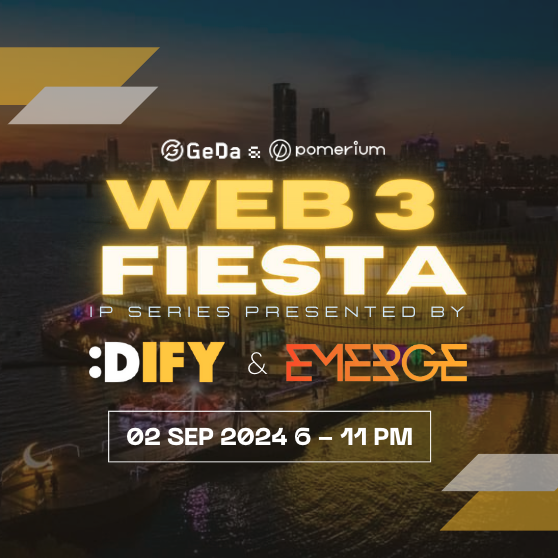 GeDa & pomerium
WEB 3
FIESTA
IP SERIES PRESENTED BY
:DIFY & EMERGE
02 SEP 2024 6 – 11 PM